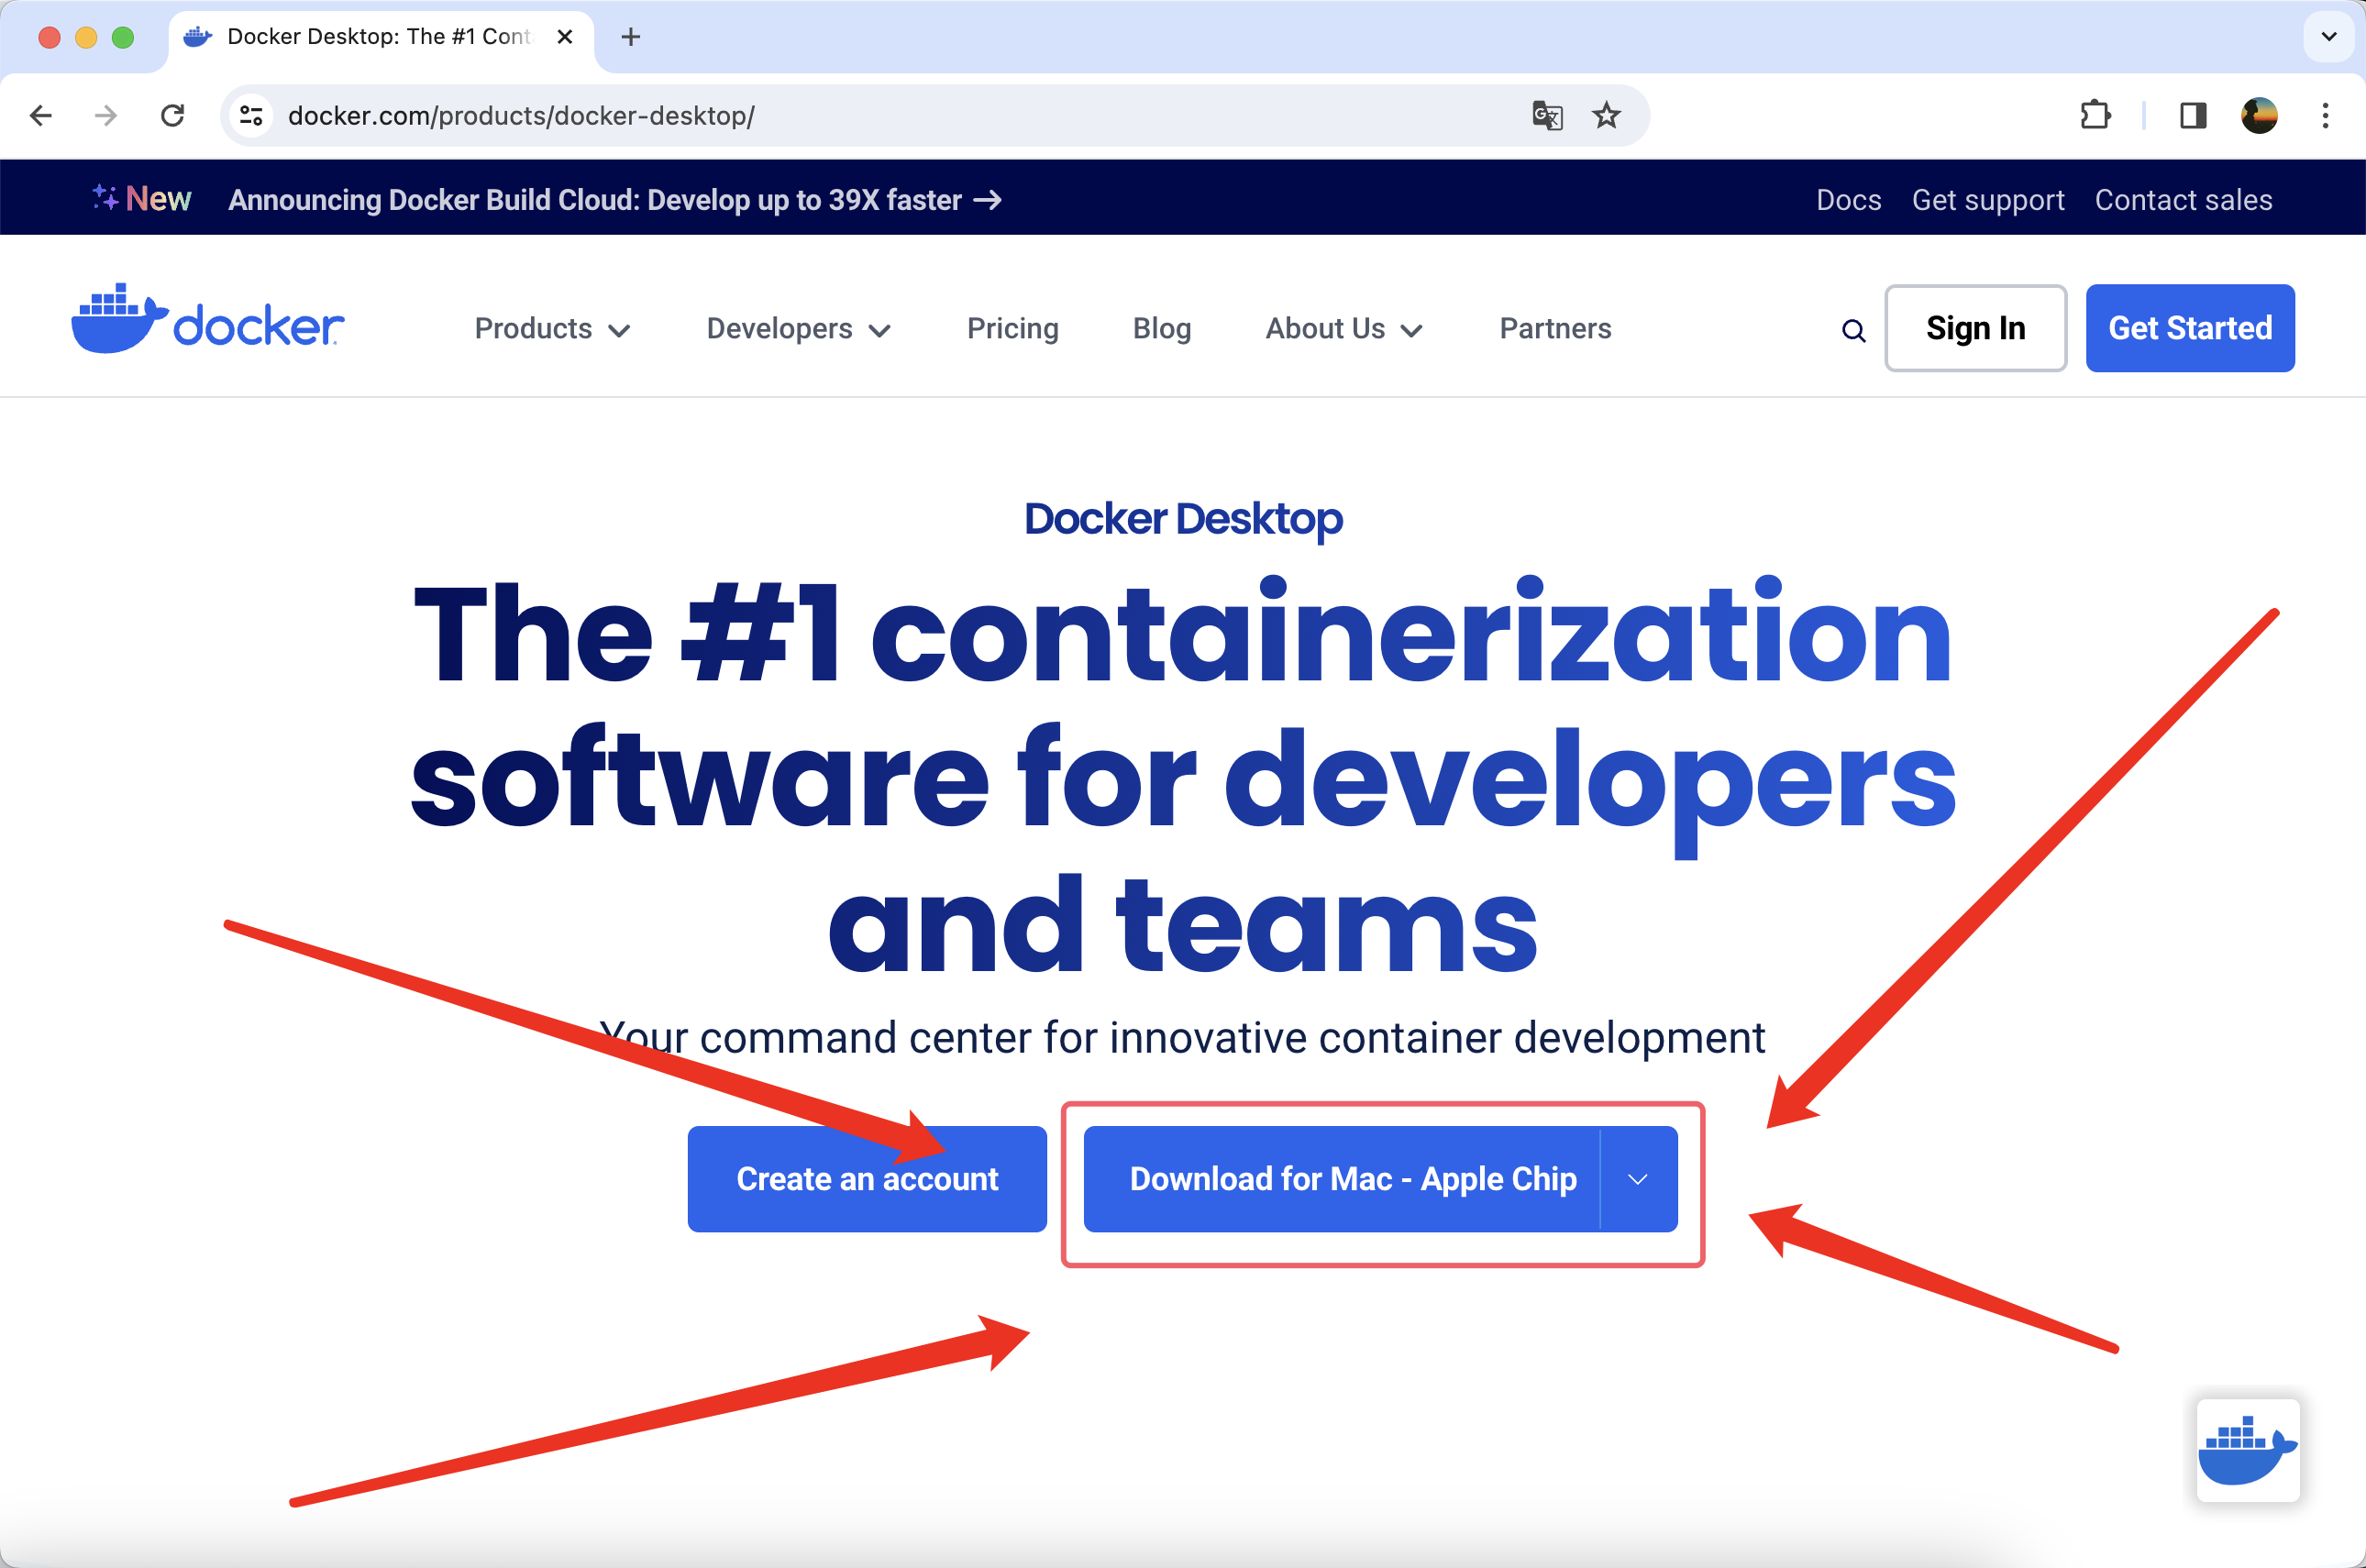 Docker Desktop: The #1 Cont
docker.com/products/docker-desktop/
New Announcing Docker Build Cloud: Develop up to 39X faster → Docs Get support Contact sales
docker Products Developers Pricing Blog About Us Partners Sign In Get Started
Docker Desktop
The #1 containerization
software for developers
and teams
Your command center for innovative container development
Create an account Download for Mac - Apple Chip